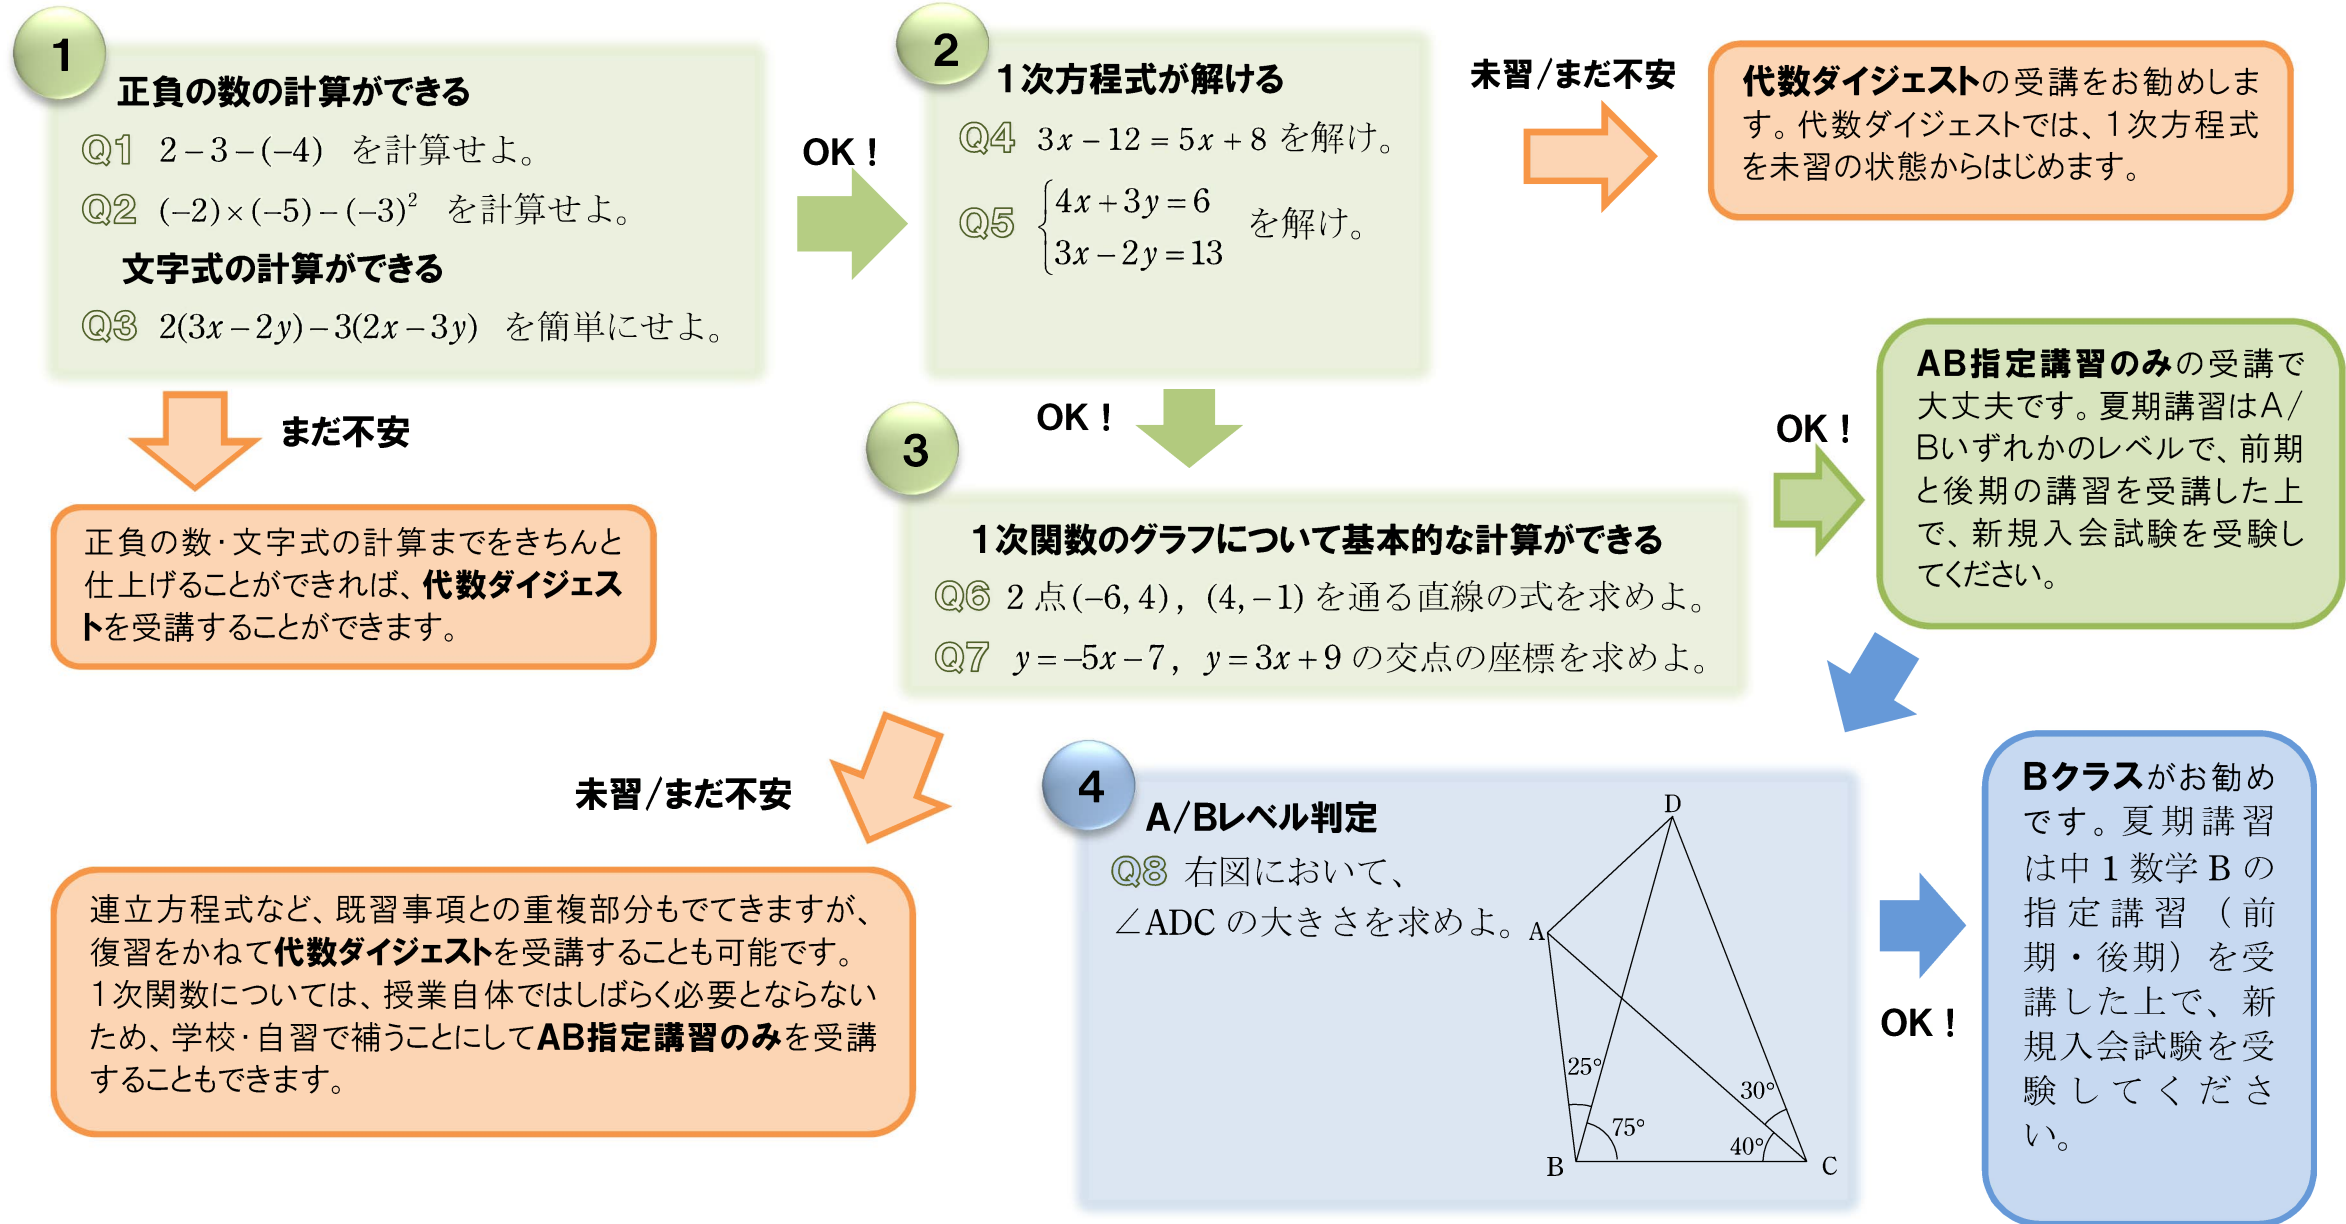 1
正負の数の計算ができる
Q1 2－3－(−4) を計算せよ。
Q2 (−2)×(−5)−(−3)² を計算せよ。
文字式の計算ができる
Q3 2(3x−2y)−3(2x−3y) を簡単にせよ。
OK！
まだ不安
正負の数･文字式の計算までをきちんと
仕上げることができれば、代数ダイジェス
トを受講することができます。
2
1次方程式が解ける
Q4 3x−12=5x+8 を解け。
Q5 {4x+3y=6
3x−2y=13 を解け。
未習/まだ不安
代数ダイジェストの受講をお勧めしま
す。代数ダイジェストでは、1次方程式
を未習の状態からはじめます。
OK！
3
1次関数のグラフについて基本的な計算ができる
Q6 2点(−6,4), (4,−1)を通る直線の式を求めよ。
Q7 y=−5x−7, y=3x+9の交点の座標を求めよ。
OK！
AB指定講習のみの受講で
大丈夫です。夏期講習はA/
Bいずれかのレベルで、前期
と後期の講習を受講した上
で、新規入会試験を受験し
てください。
未習/まだ不安
連立方程式など、既習事項との重複部分もでてきますが、
復習をかねて代数ダイジェストを受講することも可能です。
1次関数については、授業自体ではしばらく必要とならない
ため、学校･自習で補うことにしてAB指定講習のみを受講
することもできます。
4
A/Bレベル判定
Q8 右図において、
∠ADCの大きさを求めよ。
D
A
25°
30°
75°
40°
B
C
OK！
Bクラスがお勧め
です。夏期講習
は中1数学Bの
指定講習（前
期・後期）を受
講した上で、新
規入会試験を受
験してくださ
い。